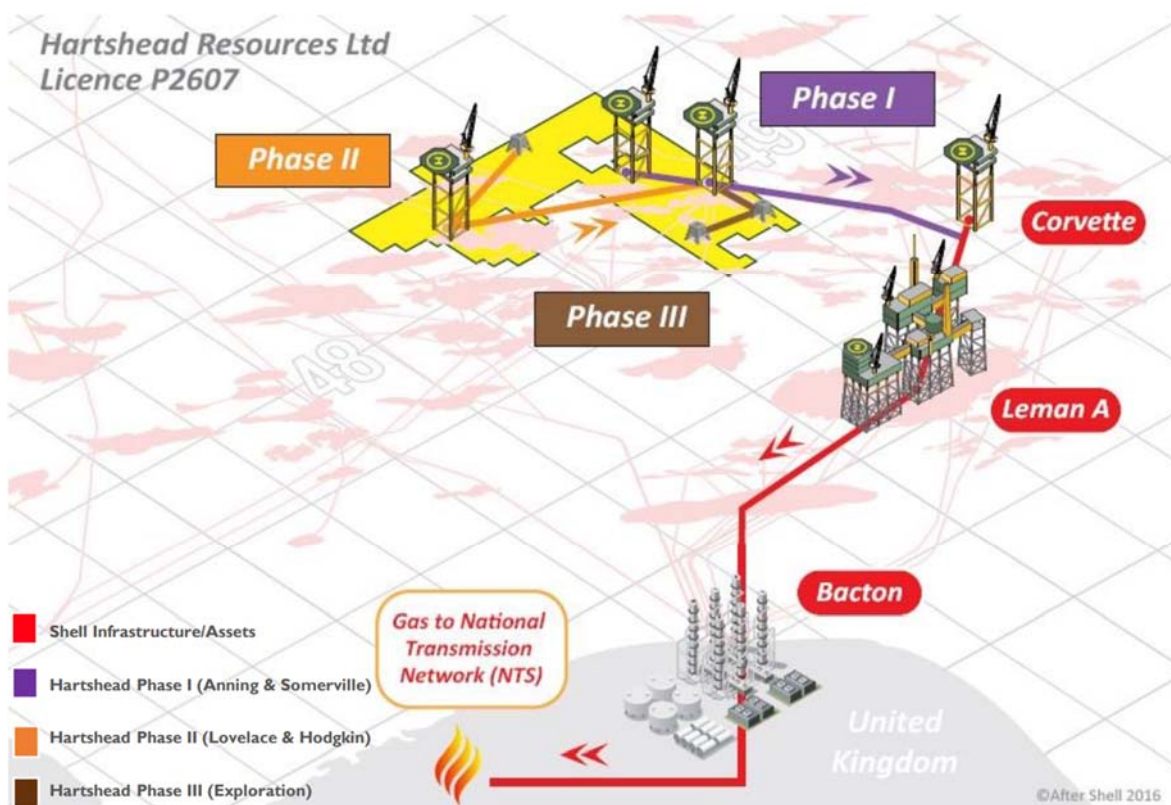 Hartshead Resources Ltd
Licence P2607
Phase I
49
Phase II
Corvette
Phase III
48
Leman A
Bacton
Gas to National
Transmission
Network (NTS)
Shell Infrastructure/Assets
Hartshead Phase I (Anning & Somerville)
Hartshead Phase II (Lovelace & Hodgkin)
Hartshead Phase III (Exploration)
United
Kingdom
©After Shell 2016